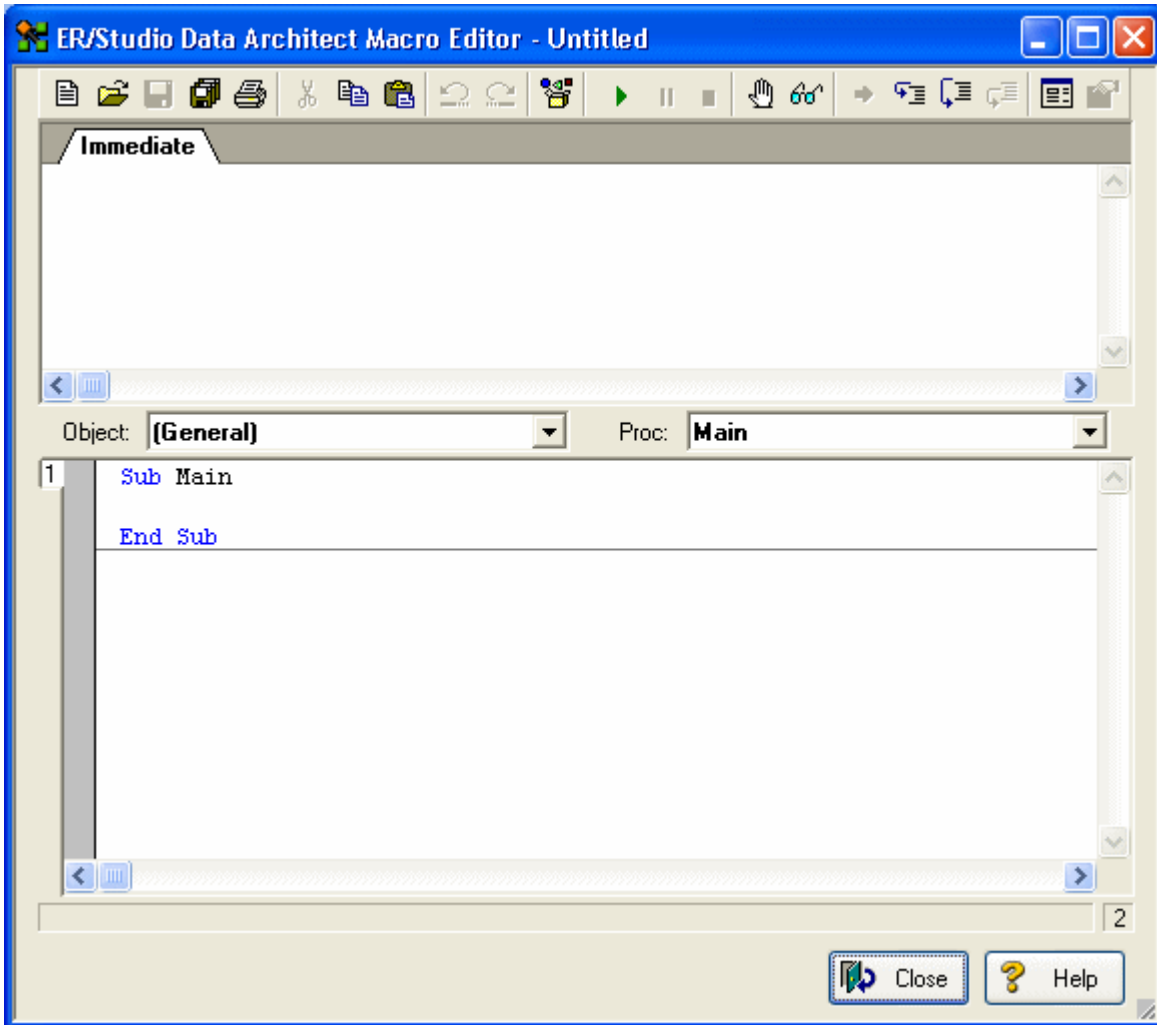 ER/Studio Data Architect Macro Editor - Untitled
Immediate
Object: (General) Proc: Main
1
Sub Main
End Sub
2
Close Help